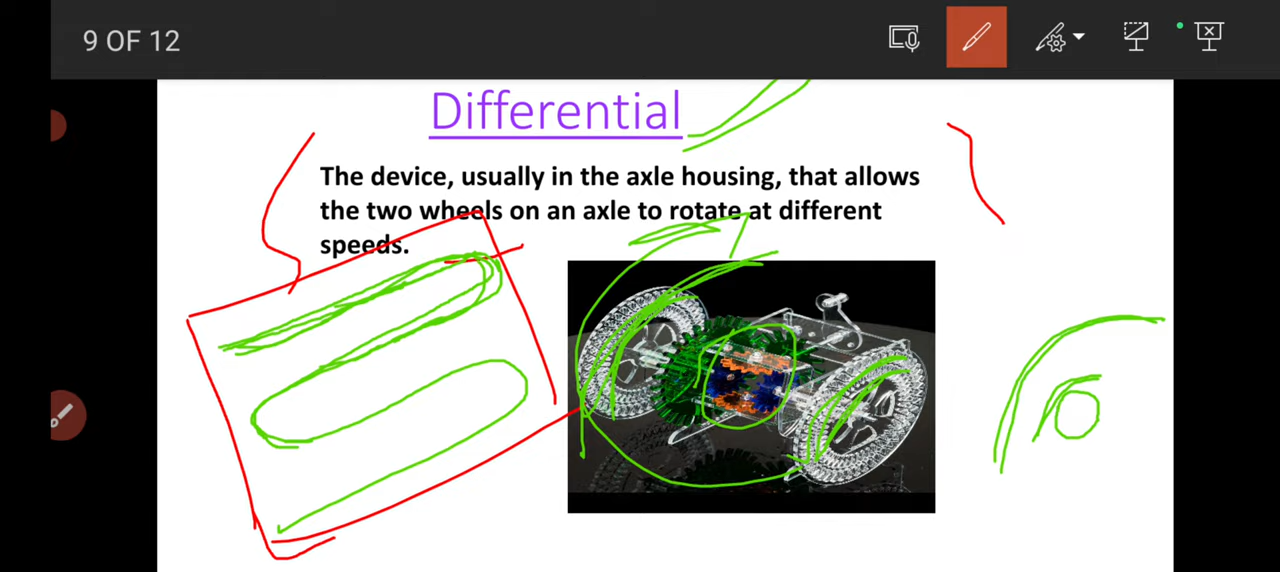 9 OF 12
Differential
The device, usually in the axle housing, that allows
the two wheels on an axle to rotate at different
speeds.